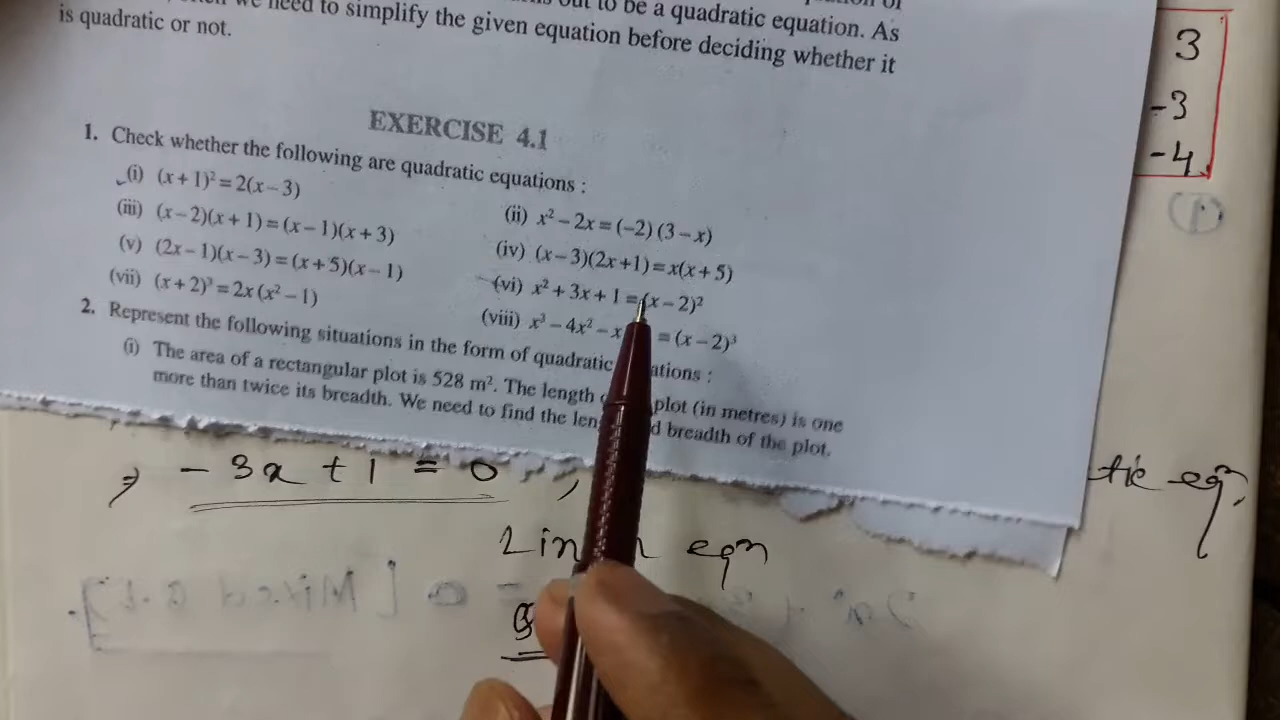 to be a quadratic equation. As
need to simplify the given equation before deciding whether it
is quadratic or not.
EXERCISE 4.1
1. Check whether the following are quadratic equations :
(i) (x + 1)² = 2(x – 3)
(ii) x² – 2x = (–2) (3 – x)
(iii) (x – 2)(x + 1) = (x – 1)(x + 3)
(iv) (x – 3)(2x + 1) = x(x + 5)
(v) (2x – 1)(x – 3) = (x + 5)(x – 1)
(vi) x² + 3x + 1 = (x – 2)²
(vii) (x + 2)³ = 2x (x² – 1)
(viii) x³ – 4x² – x = (x – 2)³
2. Represent the following situations in the form of quadratic ations :
(i) The area of a rectangular plot is 528 m². The length plot (in metres) is one
more than twice its breadth. We need to find the len d breadth of the plot.
3
-3
-4
⇒ - 3x + 1 = 0 ,
tic eqn,
Lin r eqn